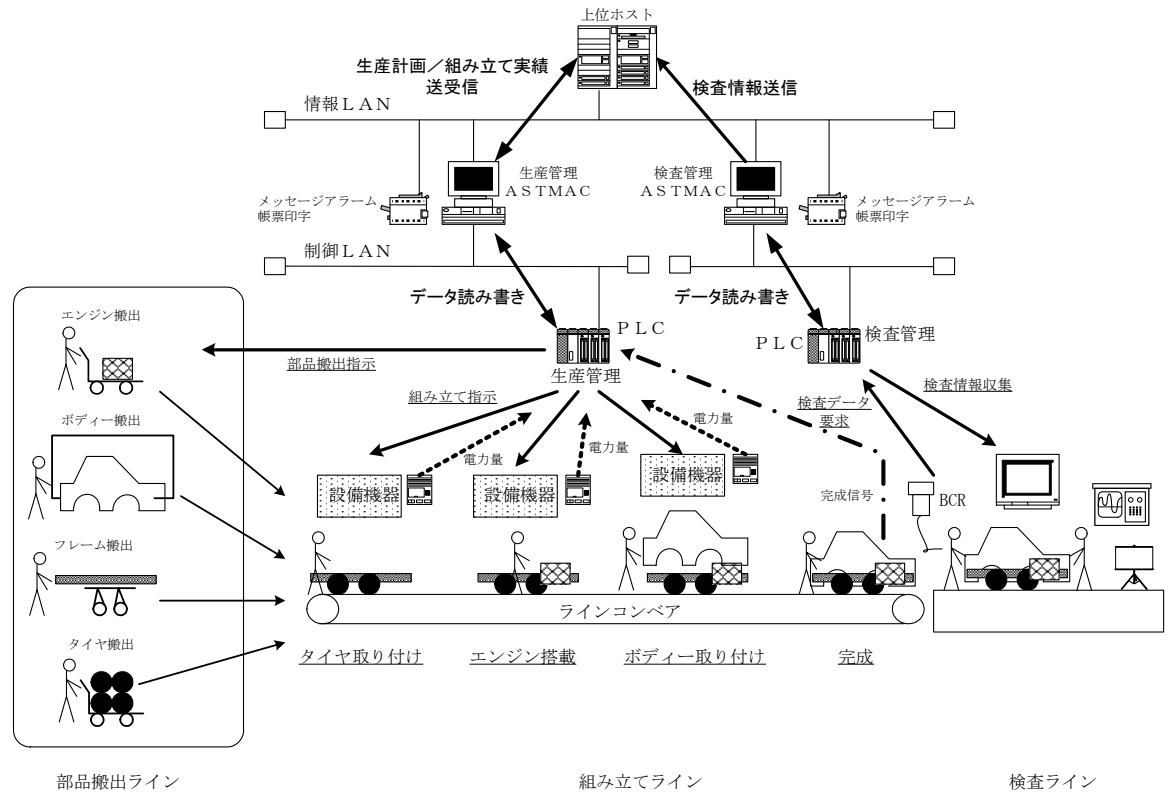 上位ホスト
生産計画／組み立て実績
送受信
検査情報送信
情報ＬＡＮ
生産管理
ＡＳＴＭＡＣ
検査管理
ＡＳＴＭＡＣ
メッセージアラーム
帳票印字
メッセージアラーム
帳票印字
制御ＬＡＮ
データ読み書き
データ読み書き
ＰＬＣ
生産管理
ＰＬＣ
検査管理
エンジン搬出
部品搬出指示
組み立て指示
検査データ
要求
検査情報収集
ボディー搬出
電力量
電力量
電力量
設備機器
設備機器
設備機器
完成信号
BCR
フレーム搬出
ラインコンベア
タイヤ搬出
タイヤ取り付け
エンジン搭載
ボディー取り付け
完成
部品搬出ライン
組み立てライン
検査ライン